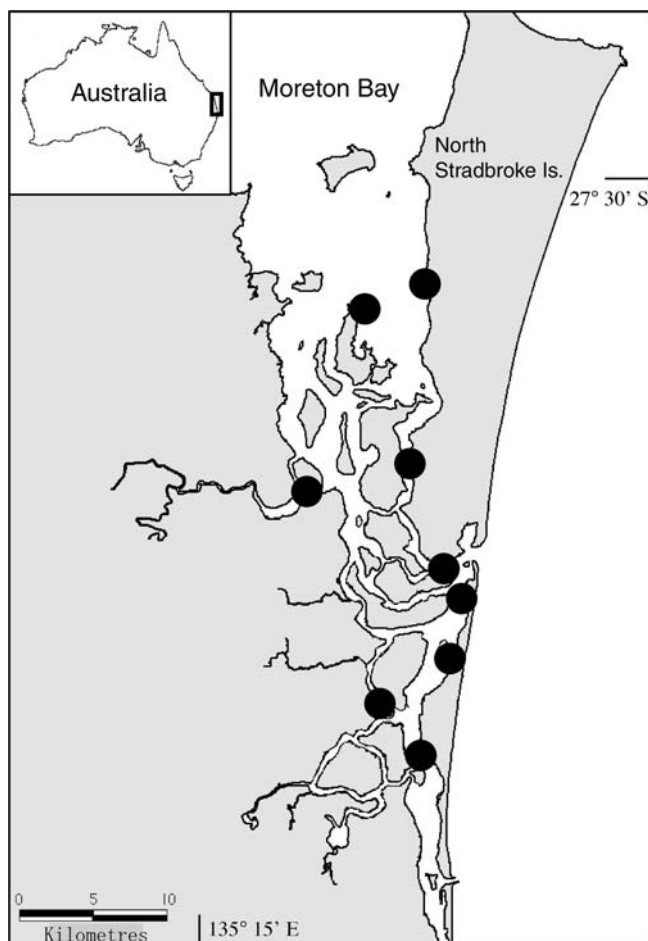 Australia
Moreton Bay
North
Stradbroke Is.
27° 30’ S
0 5 10
Kilometres
135° 15’ E